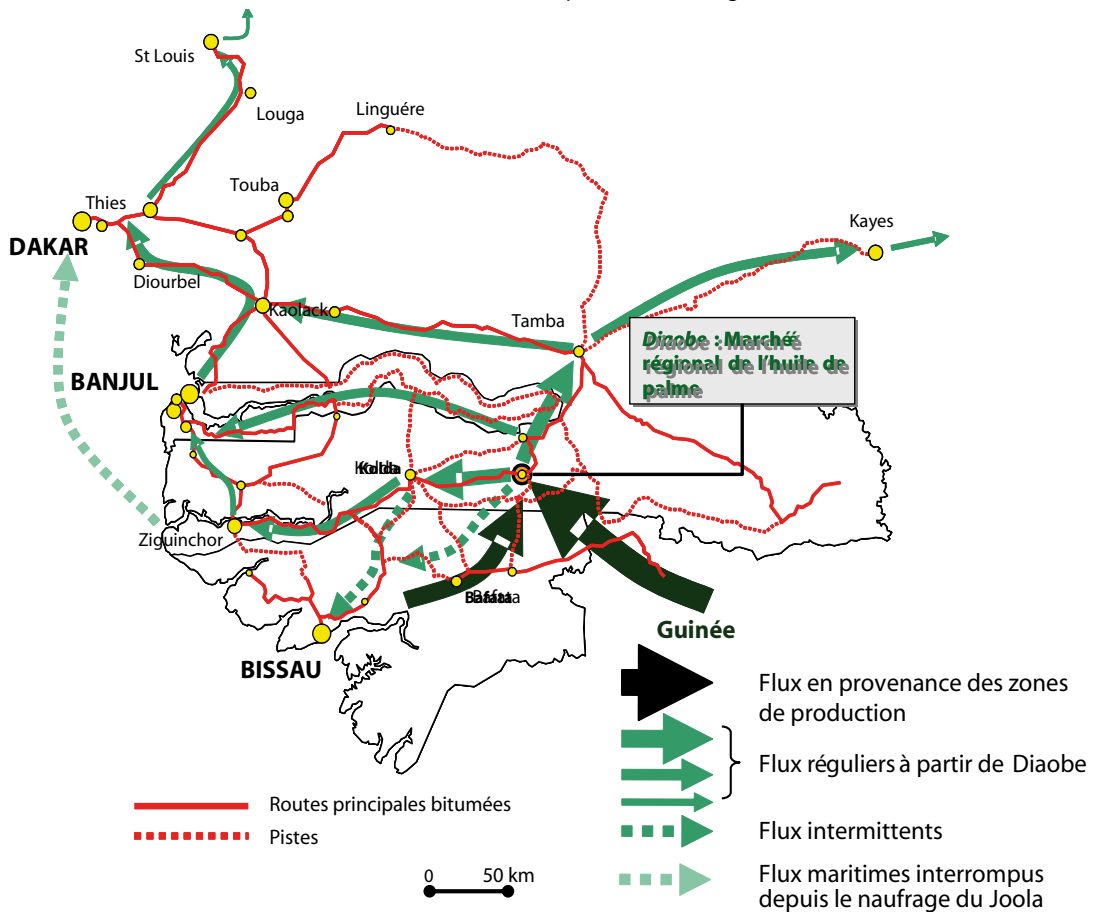 St Louis
Louga
Linguére
Touba
Thies
DAKAR
Kayes
Diourbel
Kaolack
Tamba
Diaobe : Marché
régional de l'huile de
palme
BANJUL
Kolda
Ziguinchor
Bafata
Guinée
BISSAU
Flux en provenance des zones
de production
Flux réguliers à partir de Diaobe
Routes principales bitumées
Pistes
Flux intermittents
0 50 km
Flux maritimes interrompus
depuis le naufrage du Joola